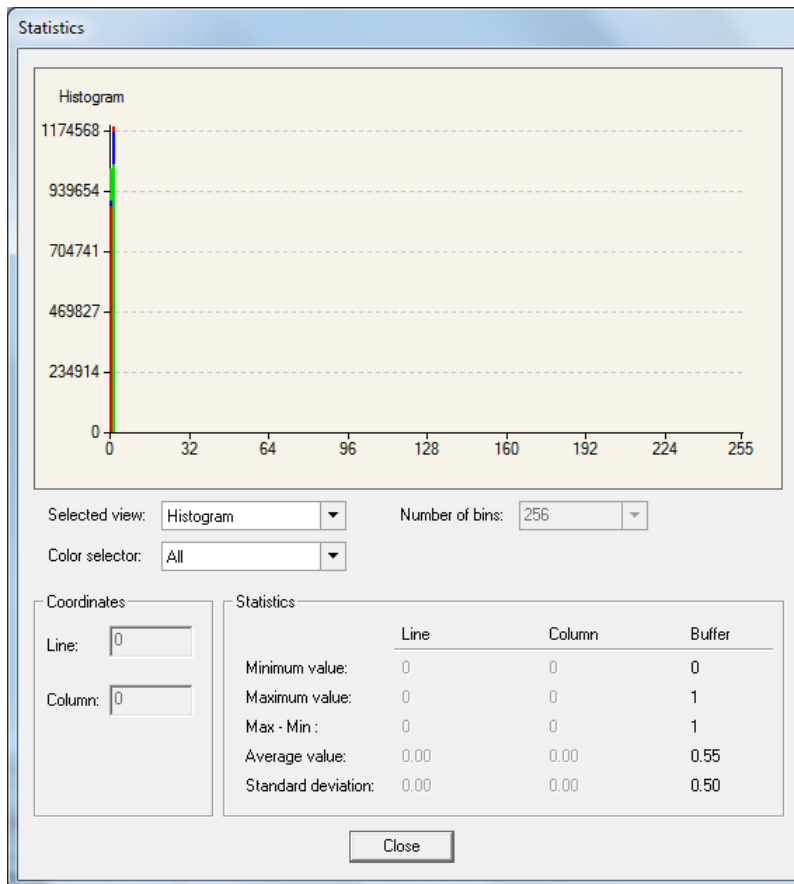 Statistics
Histogram
1174568
939654
704741
469827
234914
0
0 32 64 96 128 160 192 224 255
Selected view: Histogram Number of bins: 256
Color selector: All
Coordinates
Line: 0
Column: 0
Statistics
Line Column Buffer
Minimum value: 0 0 0
Maximum value: 0 0 1
Max - Min : 0 0 1
Average value: 0.00 0.00 0.55
Standard deviation: 0.00 0.00 0.50
Close